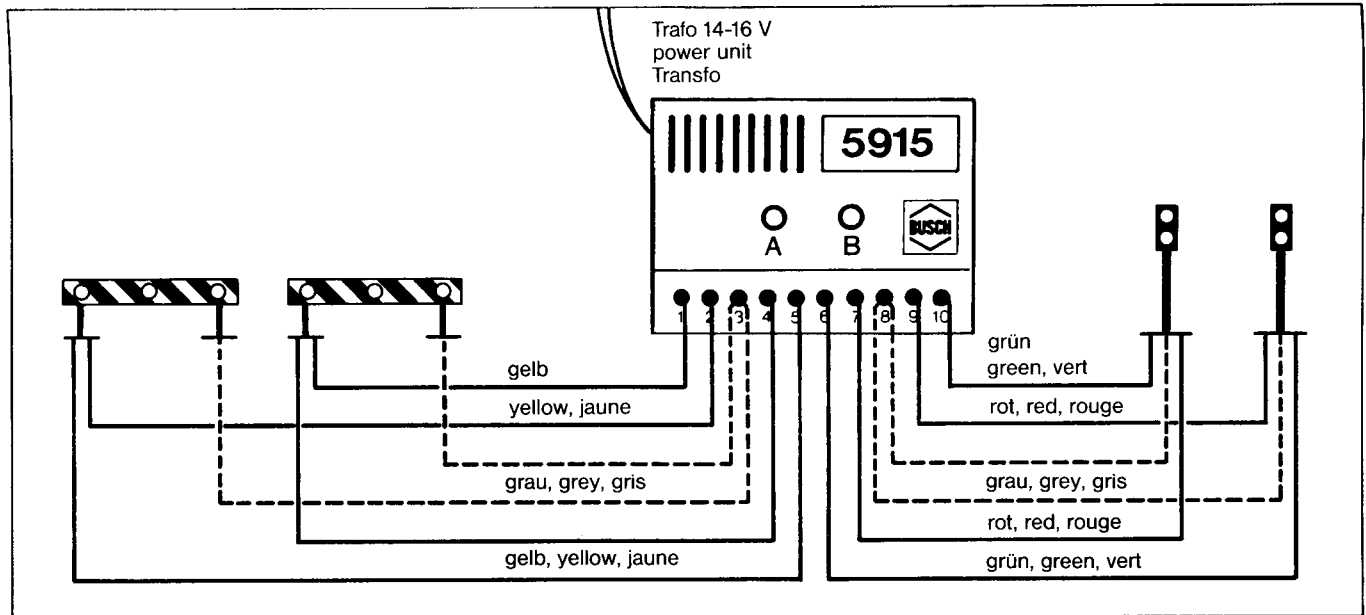 Trafo 14-16 V
power unit
Transfo
5915
A B
BUSCH
1 2 3 4 5 6 7 8 9 10
grün
gelb
green, vert
yellow, jaune
rot, red, rouge
grau, grey, gris
grau, grey, gris
rot, red, rouge
gelb, yellow, jaune
grün, green, vert